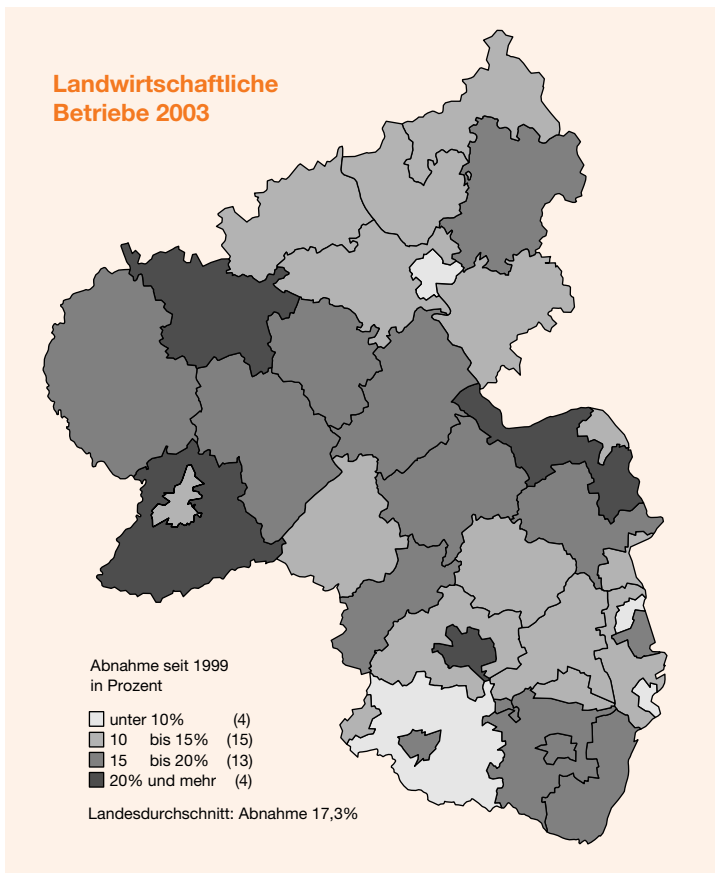 Landwirtschaftliche
Betriebe 2003
Abnahme seit 1999
in Prozent
unter 10% (4)
10 bis 15% (15)
15 bis 20% (13)
20% und mehr (4)
Landesdurchschnitt: Abnahme 17,3%